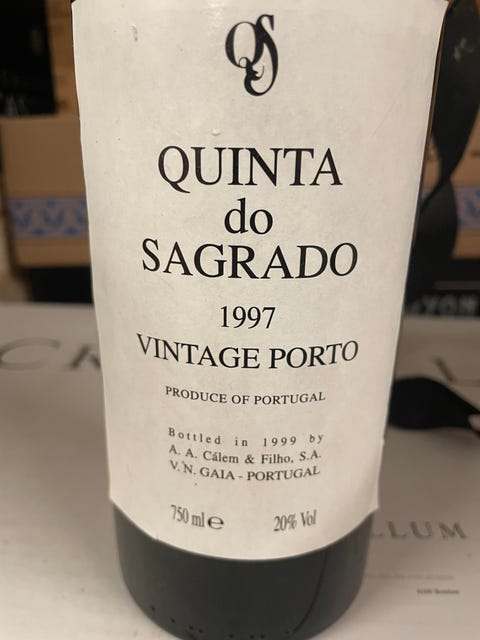 QS
QUINTA
do
SAGRADO
1997
VINTAGE PORTO
PRODUCE OF PORTUGAL
Bottled in 1999 by
A. A. Cálem & Filho, S.A.
V. N. GAIA - PORTUGAL
750 ml e 20% Vol